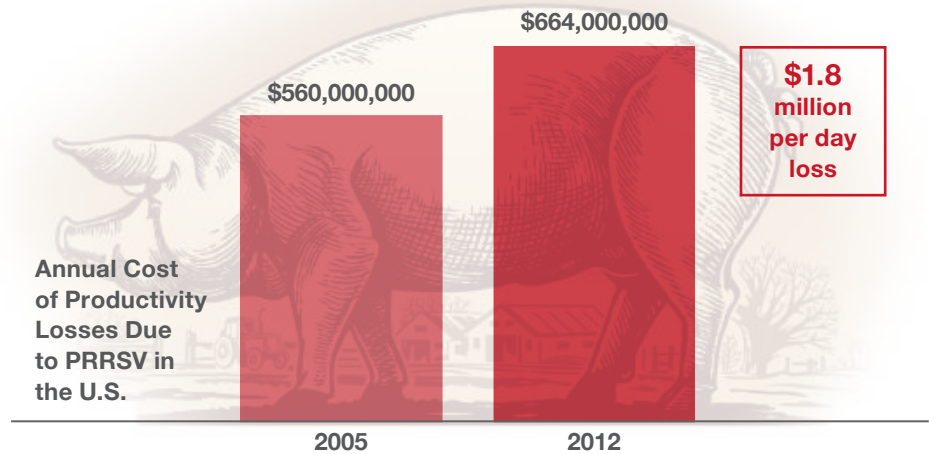 $664,000,000
$560,000,000
$1.8
million
per day
loss
Annual Cost
of Productivity
Losses Due
to PRRSV in
the U.S.
2005
2012